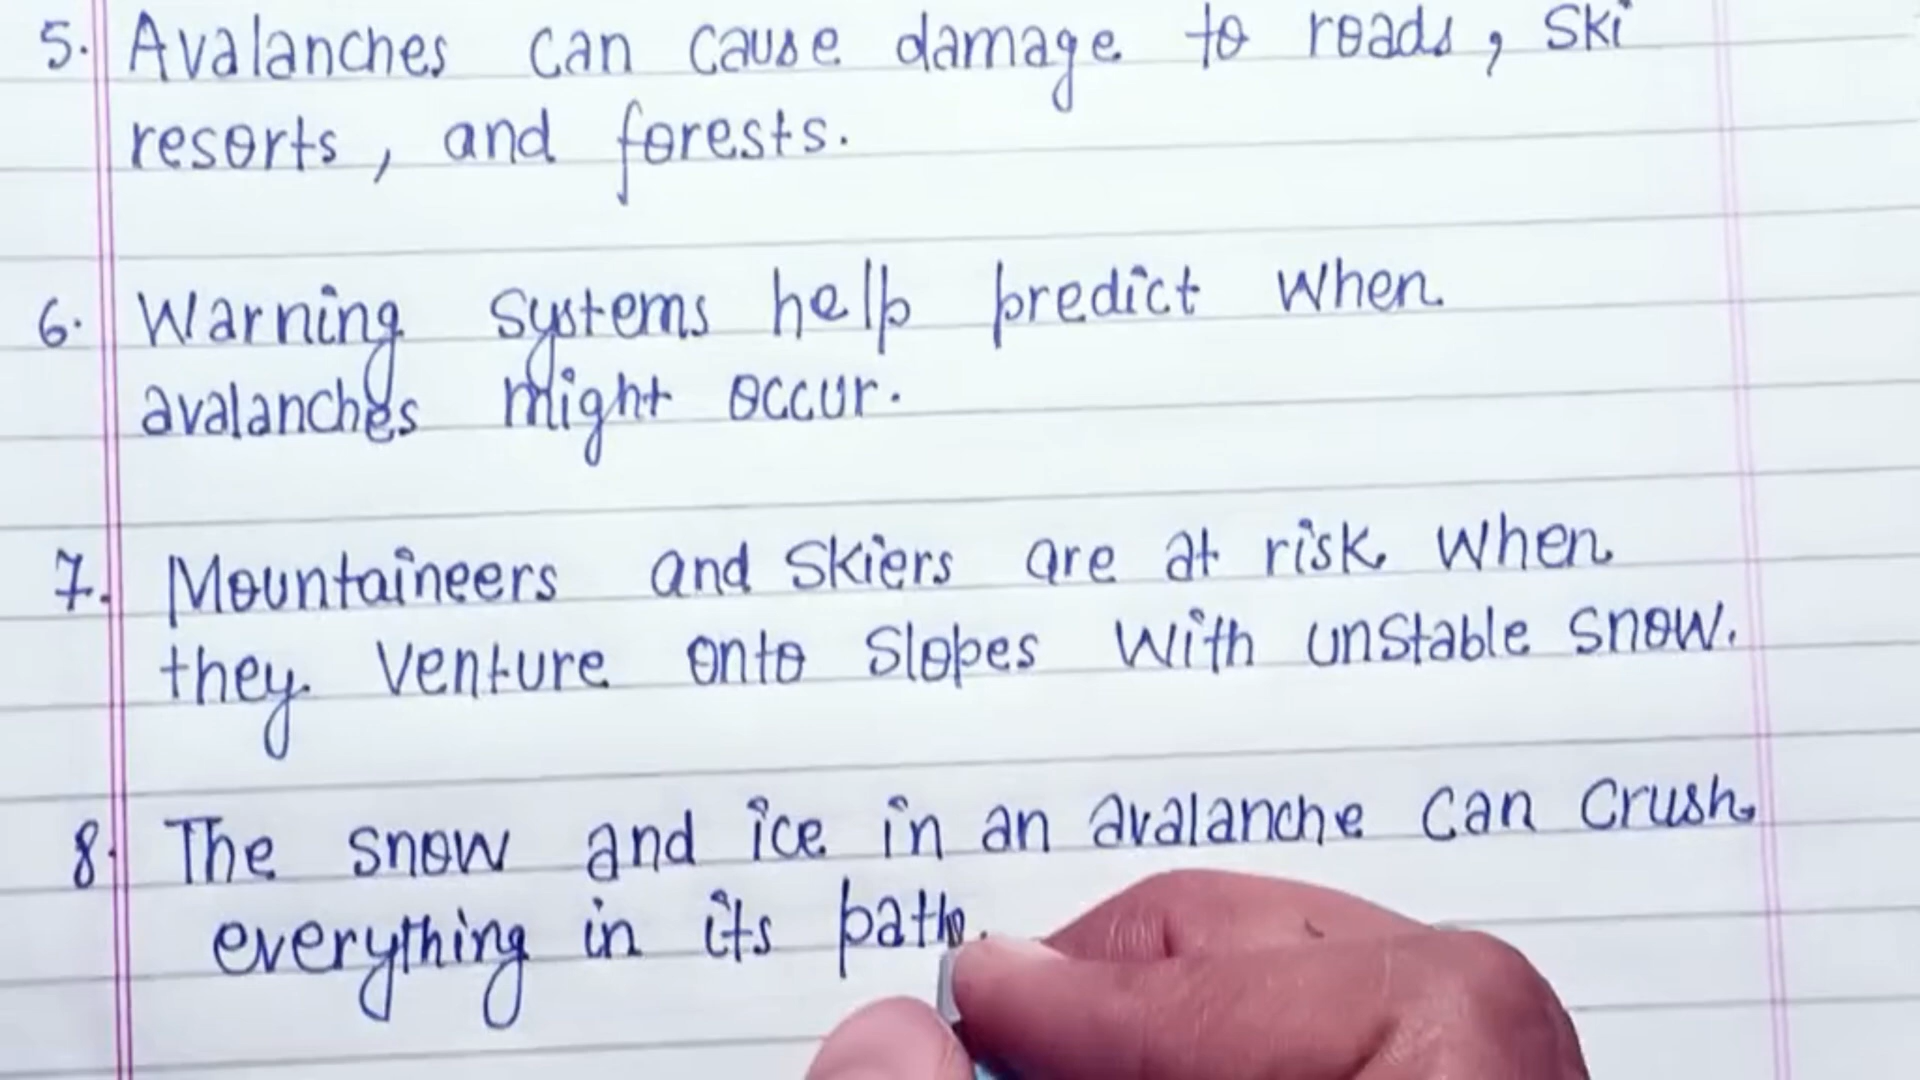 5. Avalanches can cause damage to roads, ski
resorts, and forests.
6. Warning systems help predict when
avalanches might occur.
7. Mountaineers and skiers are at risk when
they venture onto slopes with unstable snow.
8. The snow and ice in an avalanche can crush
everything in its path.